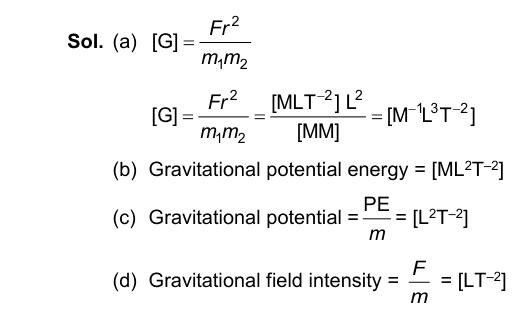 Sol. (a) [G] = Fr²/m₁m₂
[G] = Fr²/m₁m₂ = [MLT⁻²] L²/[MM] = [M⁻¹L³T⁻²]
(b) Gravitational potential energy = [ML²T⁻²]
(c) Gravitational potential = PE/m = [L²T⁻²]
(d) Gravitational field intensity = F/m = [LT⁻²]